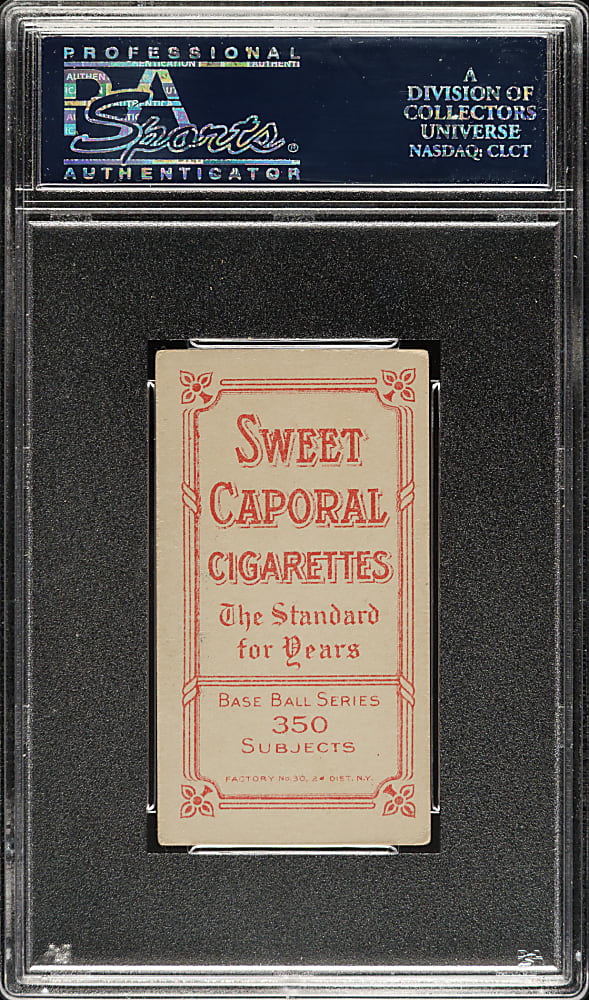 PROFESSIONAL
PSA
Sports®
AUTHENTICATOR
A
DIVISION OF
COLLECTORS
UNIVERSE
NASDAQ: CLCT
SWEET
CAPORAL
CIGARETTES
The Standard
for Years
BASE BALL SERIES
350
SUBJECTS
FACTORY No. 30, 2d DIST. N.Y.